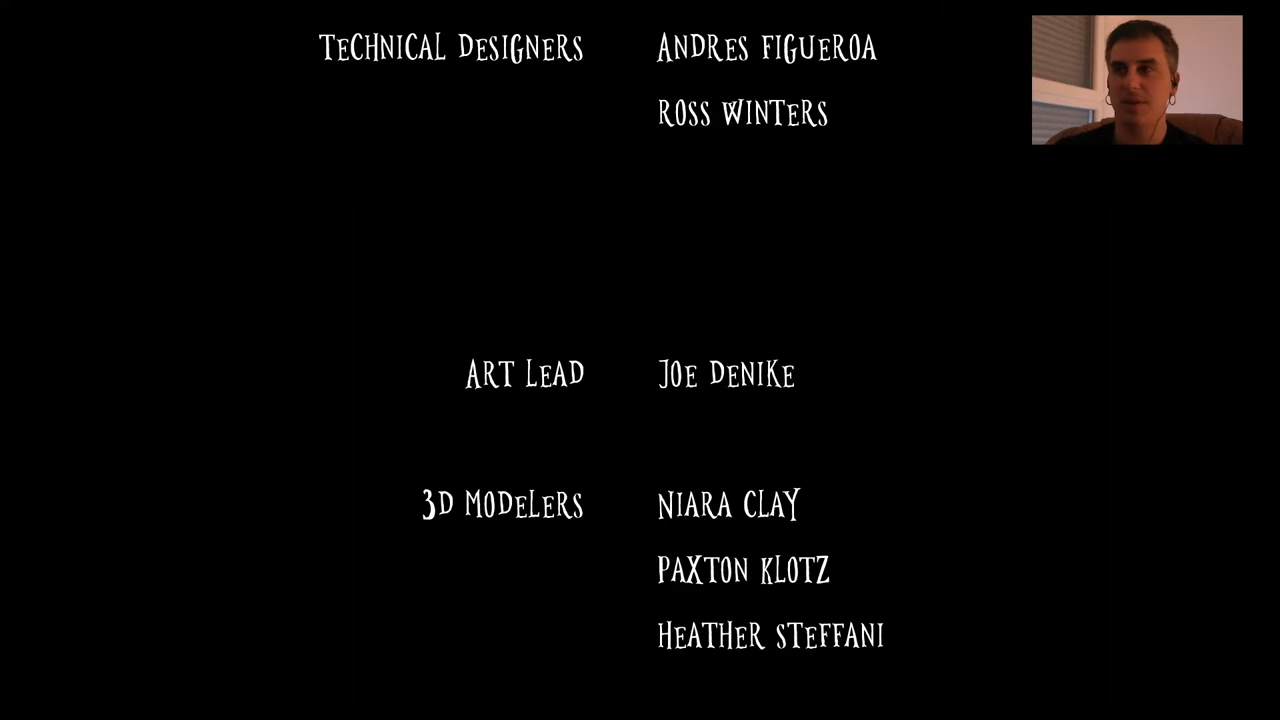 TECHNICAL DESIGNERS ANDRES FIGUEROA
ROSS WINTERS
ART LEAD JOE DENIKE
3D MODELERS NIARA CLAY
PAXTON KLOTZ
HEATHER STEFFANI